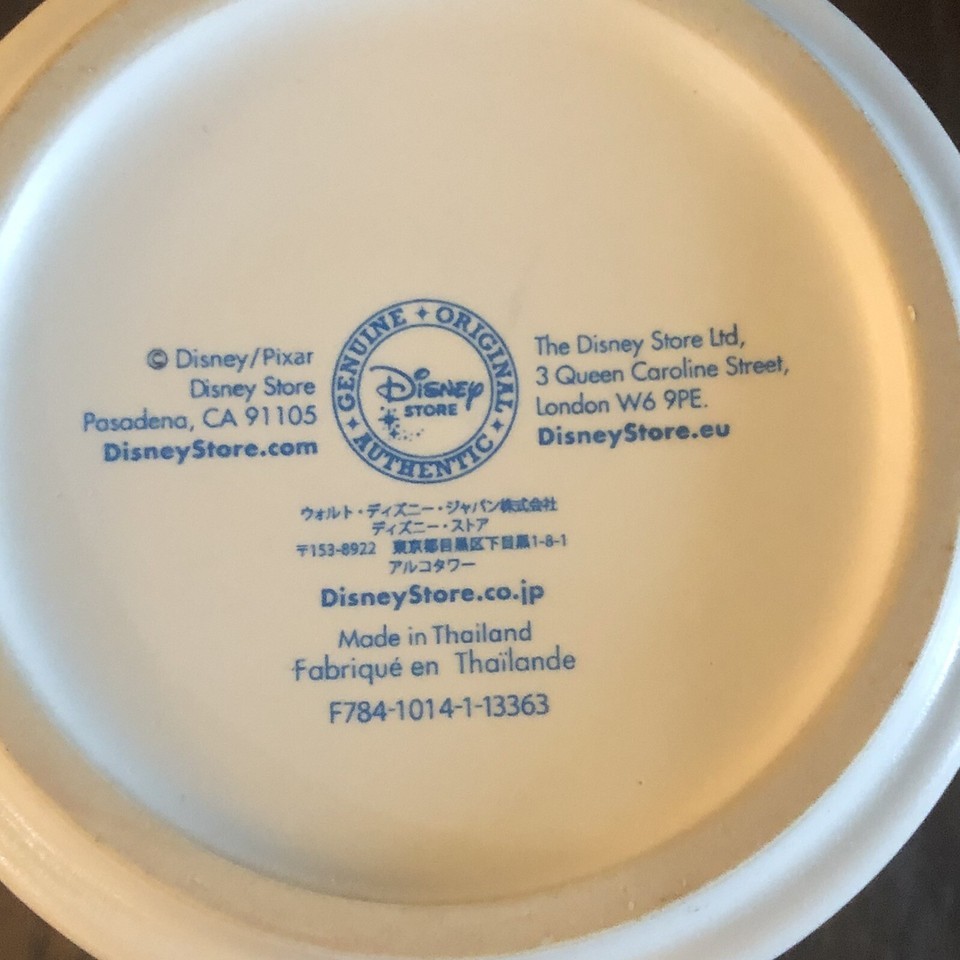 GENUINE ORIGINAL AUTHENTIC
Disney
STORE
© Disney/Pixar
Disney Store
Pasadena, CA 91105
DisneyStore.com
The Disney Store Ltd,
3 Queen Caroline Street,
London W6 9PE.
DisneyStore.eu
ウォルト・ディズニー・ジャパン株式会社
ディズニー・ストア
〒153-8922 東京都目黒区下目黒1-8-1
アルコタワー
DisneyStore.co.jp
Made in Thailand
Fabriqué en Thaïlande
F784-1014-1-13363